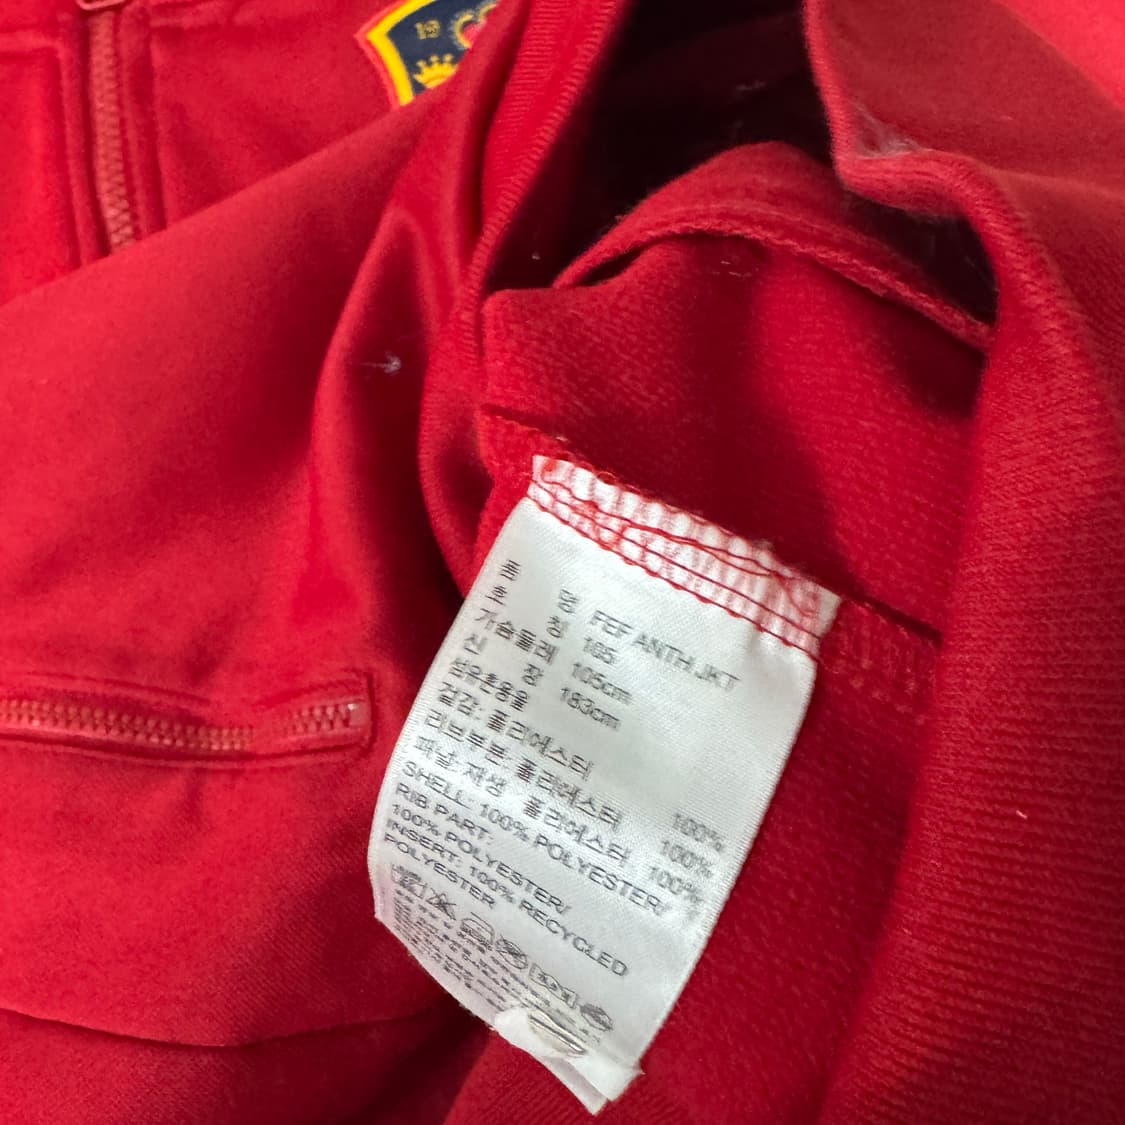 19
품 명 FEF ANTH JKT
호 칭 105
가슴둘레 105cm
신 장 183cm
섬유혼용율
겉감: 폴리에스터 100%
리브부분: 폴리에스터 100%
패널: 재생 폴리에스터 100%
SHELL: 100% POLYESTER/
RIB PART:
100% POLYESTER/
INSERT: 100% RECYCLED
POLYESTER